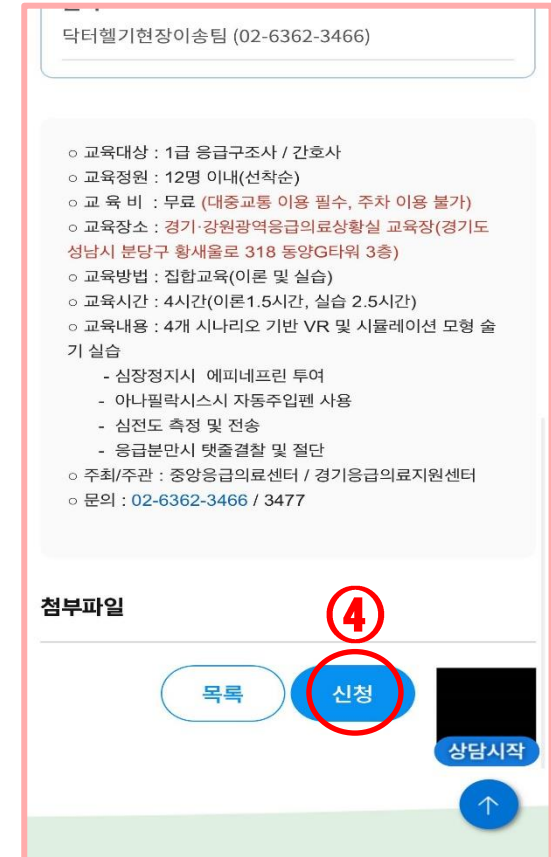 닥터헬기현장이송팀 (02-6362-3466)
○ 교육대상 : 1급 응급구조사 / 간호사
○ 교육정원 : 12명 이내(선착순)
○ 교 육 비 : 무료 (대중교통 이용 필수, 주차 이용 불가)
○ 교육장소 : 경기·강원광역응급의료상황실 교육장(경기도
성남시 분당구 황새울로 318 동양G타워 3층)
○ 교육방법 : 집합교육(이론 및 실습)
○ 교육시간 : 4시간(이론1.5시간, 실습 2.5시간)
○ 교육내용 : 4개 시나리오 기반 VR 및 시뮬레이션 모형 술
기 실습
- 심장정지시 에피네프린 투여
- 아나필락시스시 자동주입펜 사용
- 심전도 측정 및 전송
- 응급분만시 탯줄결찰 및 절단
○ 주최/주관 : 중앙응급의료센터 / 경기응급의료지원센터
○ 문의 : 02-6362-3466 / 3477
첨부파일
④
목록 신청
상담시작